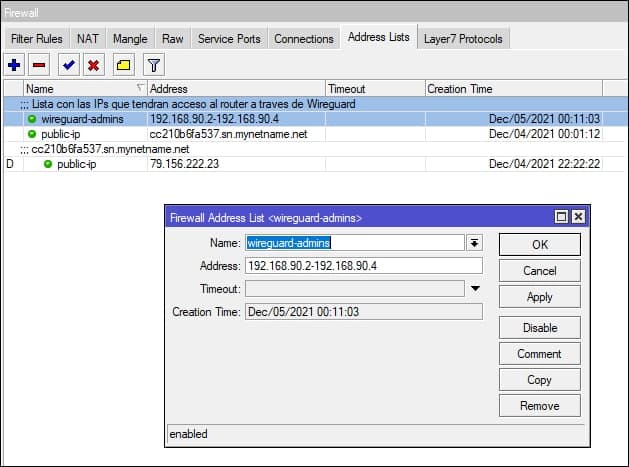 Firewall
Filter Rules NAT Mangle Raw Service Ports Connections Address Lists Layer7 Protocols
Name Address Timeout Creation Time
;;; Lista con las IPs que tendran acceso al router a traves de Wireguard
wireguard-admins 192.168.90.2-192.168.90.4 Dec/05/2021 00:11:03
public-ip cc210b6fa537.sn.mynetname.net Dec/04/2021 00:01:12
;;; cc210b6fa537.sn.mynetname.net
D public-ip 79.156.222.23 Dec/04/2021 22:22:22
Firewall Address List <wireguard-admins>
Name: wireguard-admins OK
Address: 192.168.90.2-192.168.90.4 Cancel
Timeout: Apply
Creation Time: Dec/05/2021 00:11:03
Disable
Comment
Copy
Remove
enabled